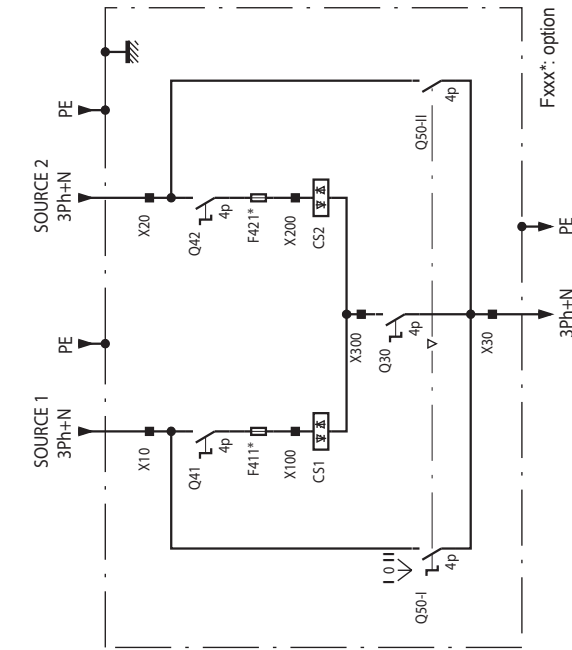 SOURCE 1
3Ph+N
PE
SOURCE 2
3Ph+N
PE
X10
X20
Q41
4p
Q42
4p
F411*
F421*
X100
X200
CS1
CS2
X300
Q30
4p
I 0 II
Q50-I
4p
Q50-II
4p
X30
3Ph+N
PE
Fxxx*: option